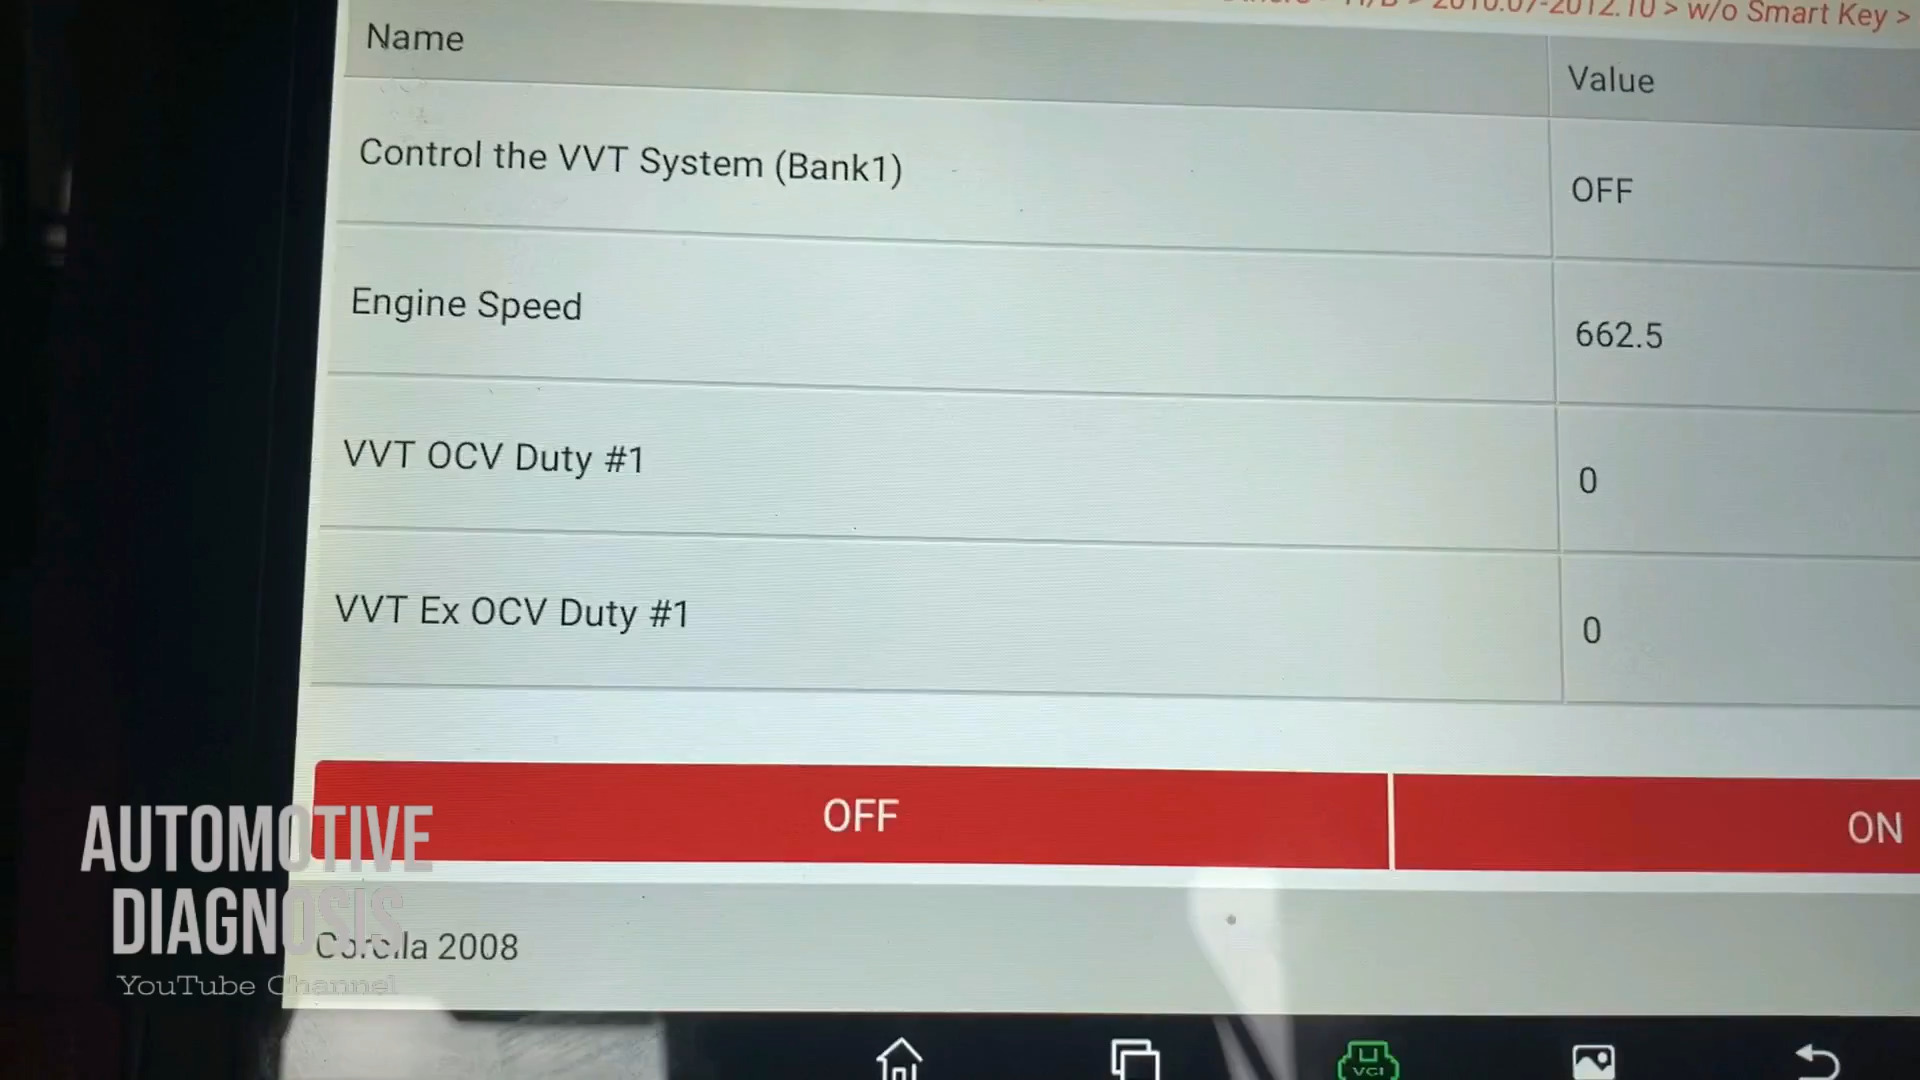 2010.07-2012.10 > w/o Smart Key >
Name
Value
Control the VVT System (Bank1)
OFF
Engine Speed
662.5
VVT OCV Duty #1
0
VVT Ex OCV Duty #1
0
OFF
ON
AUTOMOTIVE
DIAGNOSIS
YouTube Channel
Corolla 2008
VCI